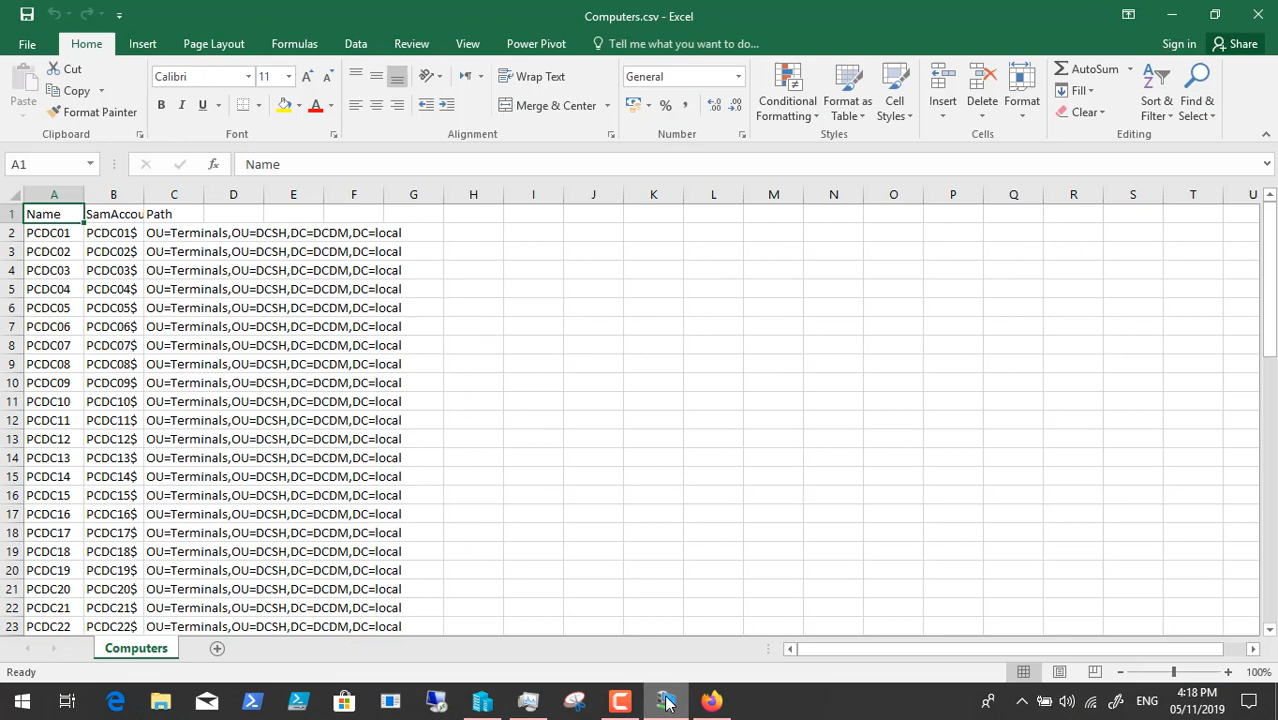 Computers.csv - Excel
File Home Insert Page Layout Formulas Data Review View Power Pivot Tell me what you want to do... Sign in Share
Paste
Cut
Copy
Format Painter
Clipboard
Calibri 11
B I U
Font
Wrap Text
Merge & Center
Alignment
General
%
Number
Conditional Formatting
Format as Table
Cell Styles
Styles
Insert
Delete
Format
Cells
AutoSum
Fill
Clear
Sort & Filter
Find & Select
Editing
A1 fx Name
A B C D E F G H I J K L M N O P Q R S T U
1 Name SamAccou Path
2 PCDC01 PCDC01$ OU=Terminals,OU=DCSH,DC=DCDM,DC=local
3 PCDC02 PCDC02$ OU=Terminals,OU=DCSH,DC=DCDM,DC=local
4 PCDC03 PCDC03$ OU=Terminals,OU=DCSH,DC=DCDM,DC=local
5 PCDC04 PCDC04$ OU=Terminals,OU=DCSH,DC=DCDM,DC=local
6 PCDC05 PCDC05$ OU=Terminals,OU=DCSH,DC=DCDM,DC=local
7 PCDC06 PCDC06$ OU=Terminals,OU=DCSH,DC=DCDM,DC=local
8 PCDC07 PCDC07$ OU=Terminals,OU=DCSH,DC=DCDM,DC=local
9 PCDC08 PCDC08$ OU=Terminals,OU=DCSH,DC=DCDM,DC=local
10 PCDC09 PCDC09$ OU=Terminals,OU=DCSH,DC=DCDM,DC=local
11 PCDC10 PCDC10$ OU=Terminals,OU=DCSH,DC=DCDM,DC=local
12 PCDC11 PCDC11$ OU=Terminals,OU=DCSH,DC=DCDM,DC=local
13 PCDC12 PCDC12$ OU=Terminals,OU=DCSH,DC=DCDM,DC=local
14 PCDC13 PCDC13$ OU=Terminals,OU=DCSH,DC=DCDM,DC=local
15 PCDC14 PCDC14$ OU=Terminals,OU=DCSH,DC=DCDM,DC=local
16 PCDC15 PCDC15$ OU=Terminals,OU=DCSH,DC=DCDM,DC=local
17 PCDC16 PCDC16$ OU=Terminals,OU=DCSH,DC=DCDM,DC=local
18 PCDC17 PCDC17$ OU=Terminals,OU=DCSH,DC=DCDM,DC=local
19 PCDC18 PCDC18$ OU=Terminals,OU=DCSH,DC=DCDM,DC=local
20 PCDC19 PCDC19$ OU=Terminals,OU=DCSH,DC=DCDM,DC=local
21 PCDC20 PCDC20$ OU=Terminals,OU=DCSH,DC=DCDM,DC=local
22 PCDC21 PCDC21$ OU=Terminals,OU=DCSH,DC=DCDM,DC=local
23 PCDC22 PCDC22$ OU=Terminals,OU=DCSH,DC=DCDM,DC=local
Computers
Ready 100%
ENG
4:18 PM
05/11/2019